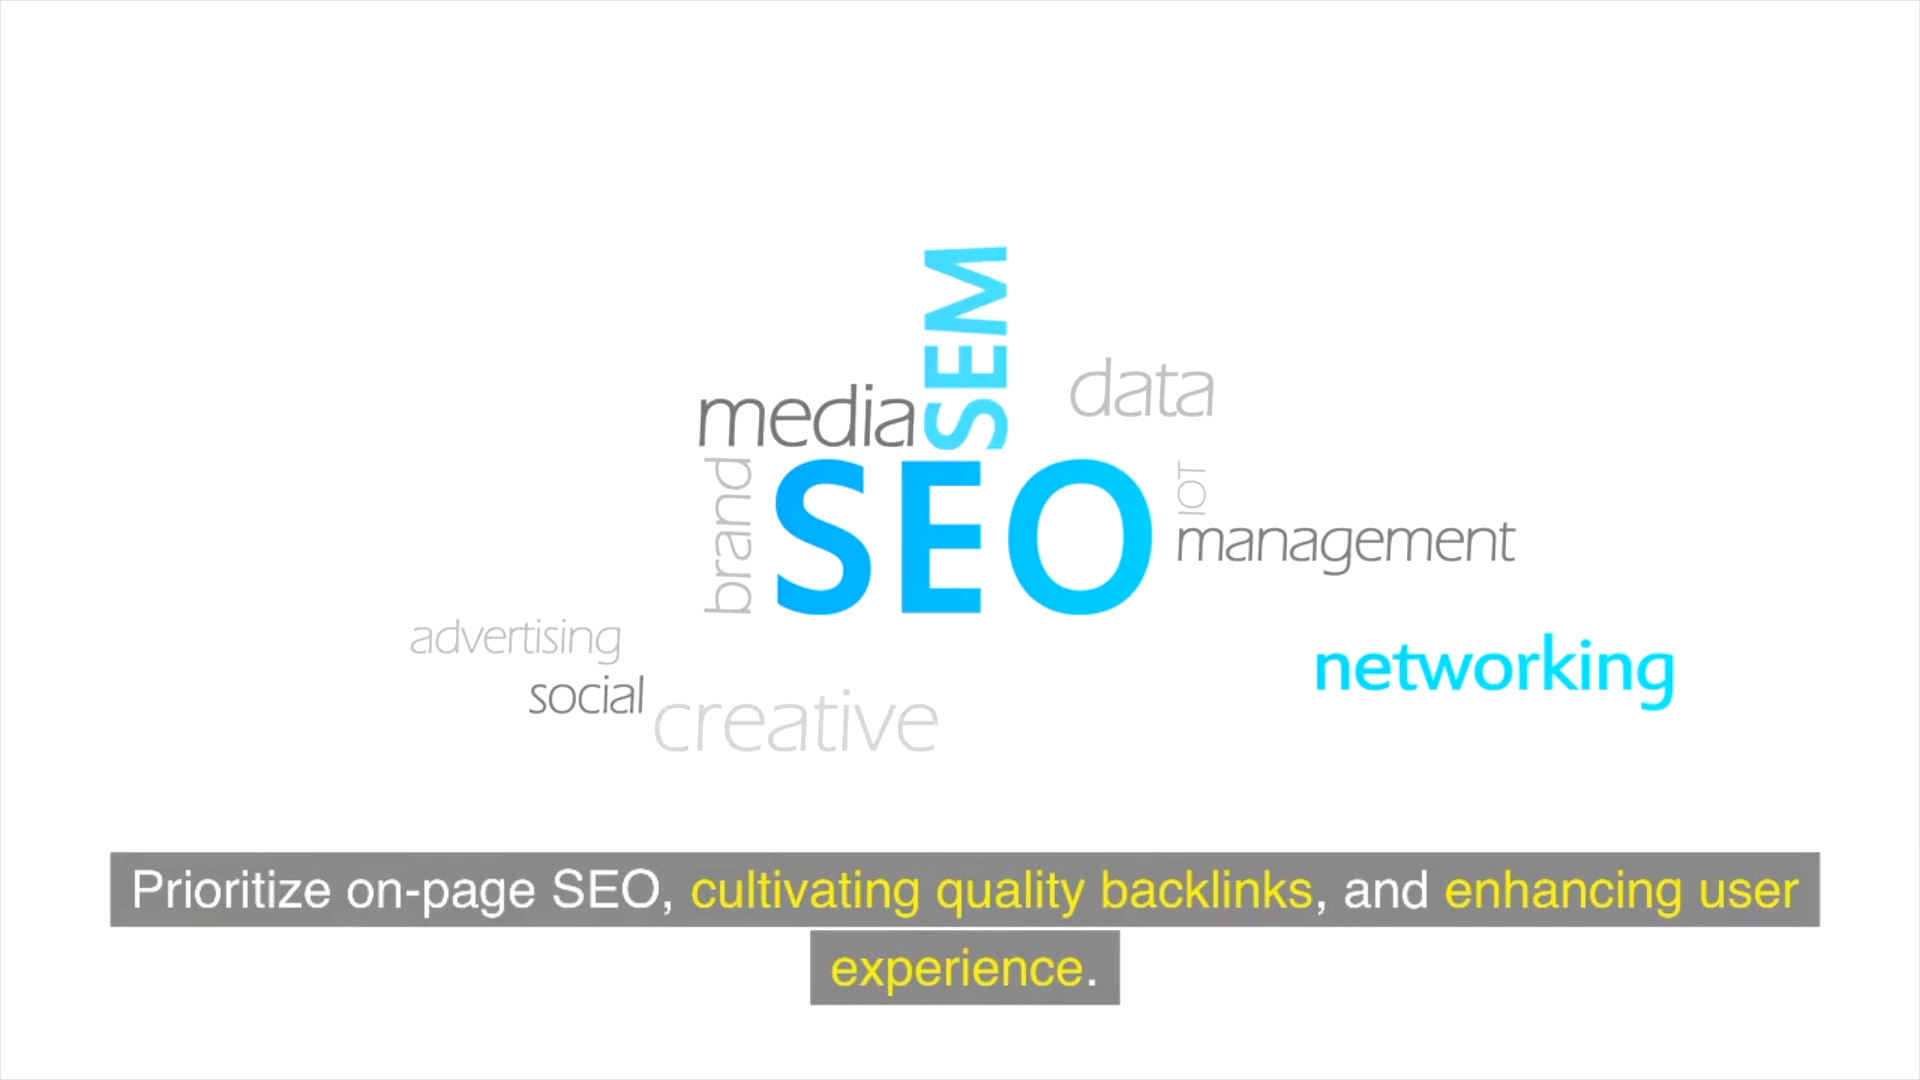 SEM
data
media
brand
SEO
IOT
management
advertising
networking
social
creative
Prioritize on-page SEO, cultivating quality backlinks, and enhancing user
experience.